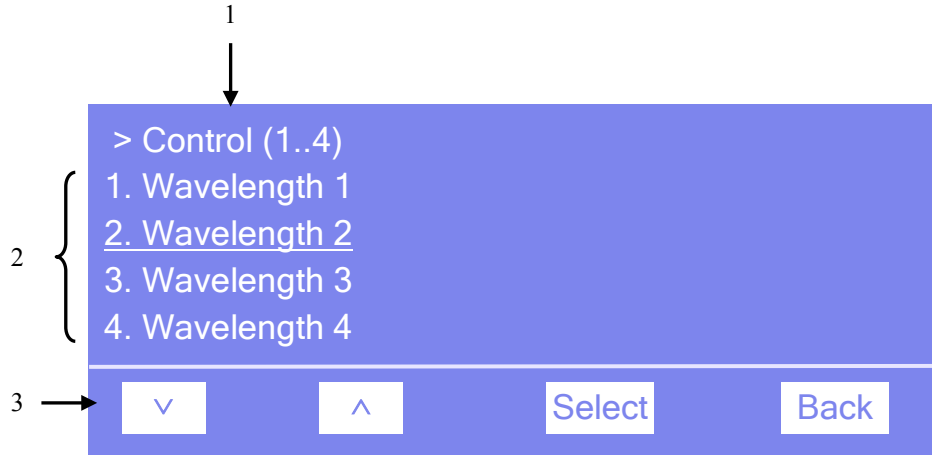 1
> Control (1..4)
1. Wavelength 1
2. Wavelength 2
3. Wavelength 3
4. Wavelength 4
2
3
˅ ˄ Select Back